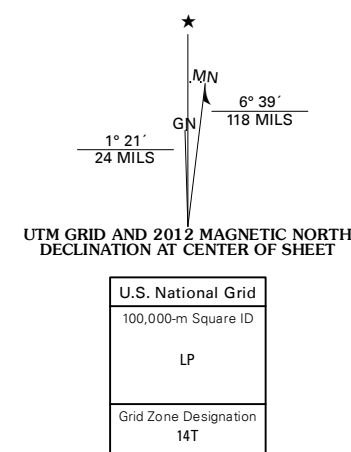 ★
MN
GN
6° 39´
118 MILS
1° 21´
24 MILS
UTM GRID AND 2012 MAGNETIC NORTH
DECLINATION AT CENTER OF SHEET
U.S. National Grid
100,000-m Square ID
LP
Grid Zone Designation
14T